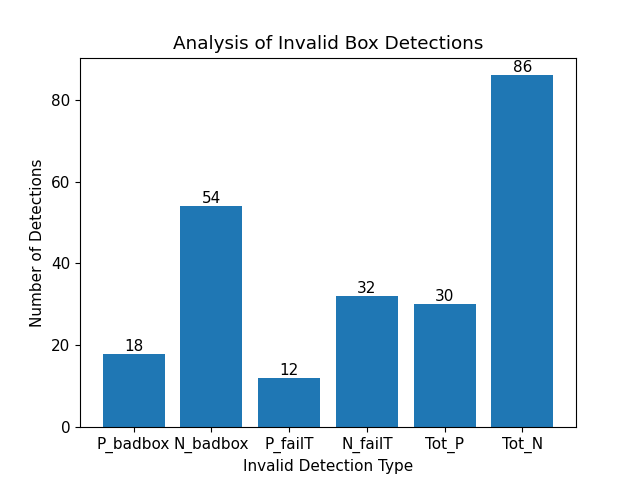 Analysis of Invalid Box Detections
Number of Detections
80
60
40
20
0
18
54
12
32
30
86
P_badbox N_badbox P_failT N_failT Tot_P Tot_N
Invalid Detection Type